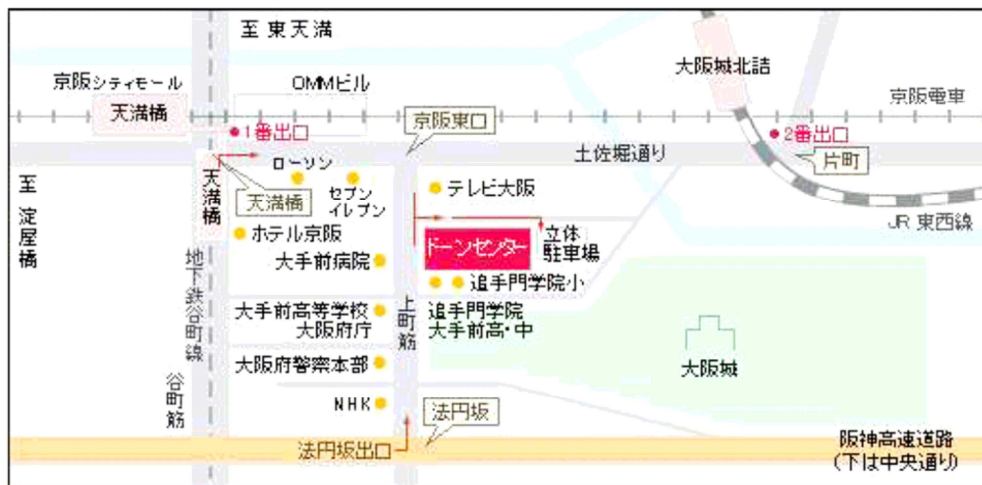 至 東天満
京阪シティモール
OMMビル
大阪城北詰
天満橋
京阪電車
1番出口
京阪東口
2番出口
土佐堀通り
片町
ローソン
至 淀屋橋
天満橋
天満橋
セブン
イレブン
テレビ大阪
JR 東西線
ホテル京阪
ドーンセンター
立体
駐車場
大手前病院
追手門学院小
地下鉄谷町線
大手前高等学校
大阪府庁
上町筋
追手門学院
大手前高・中
大阪府警察本部
大阪城
谷町筋
NHK
法円坂
法円坂出口
阪神高速道路
(下は中央通り)